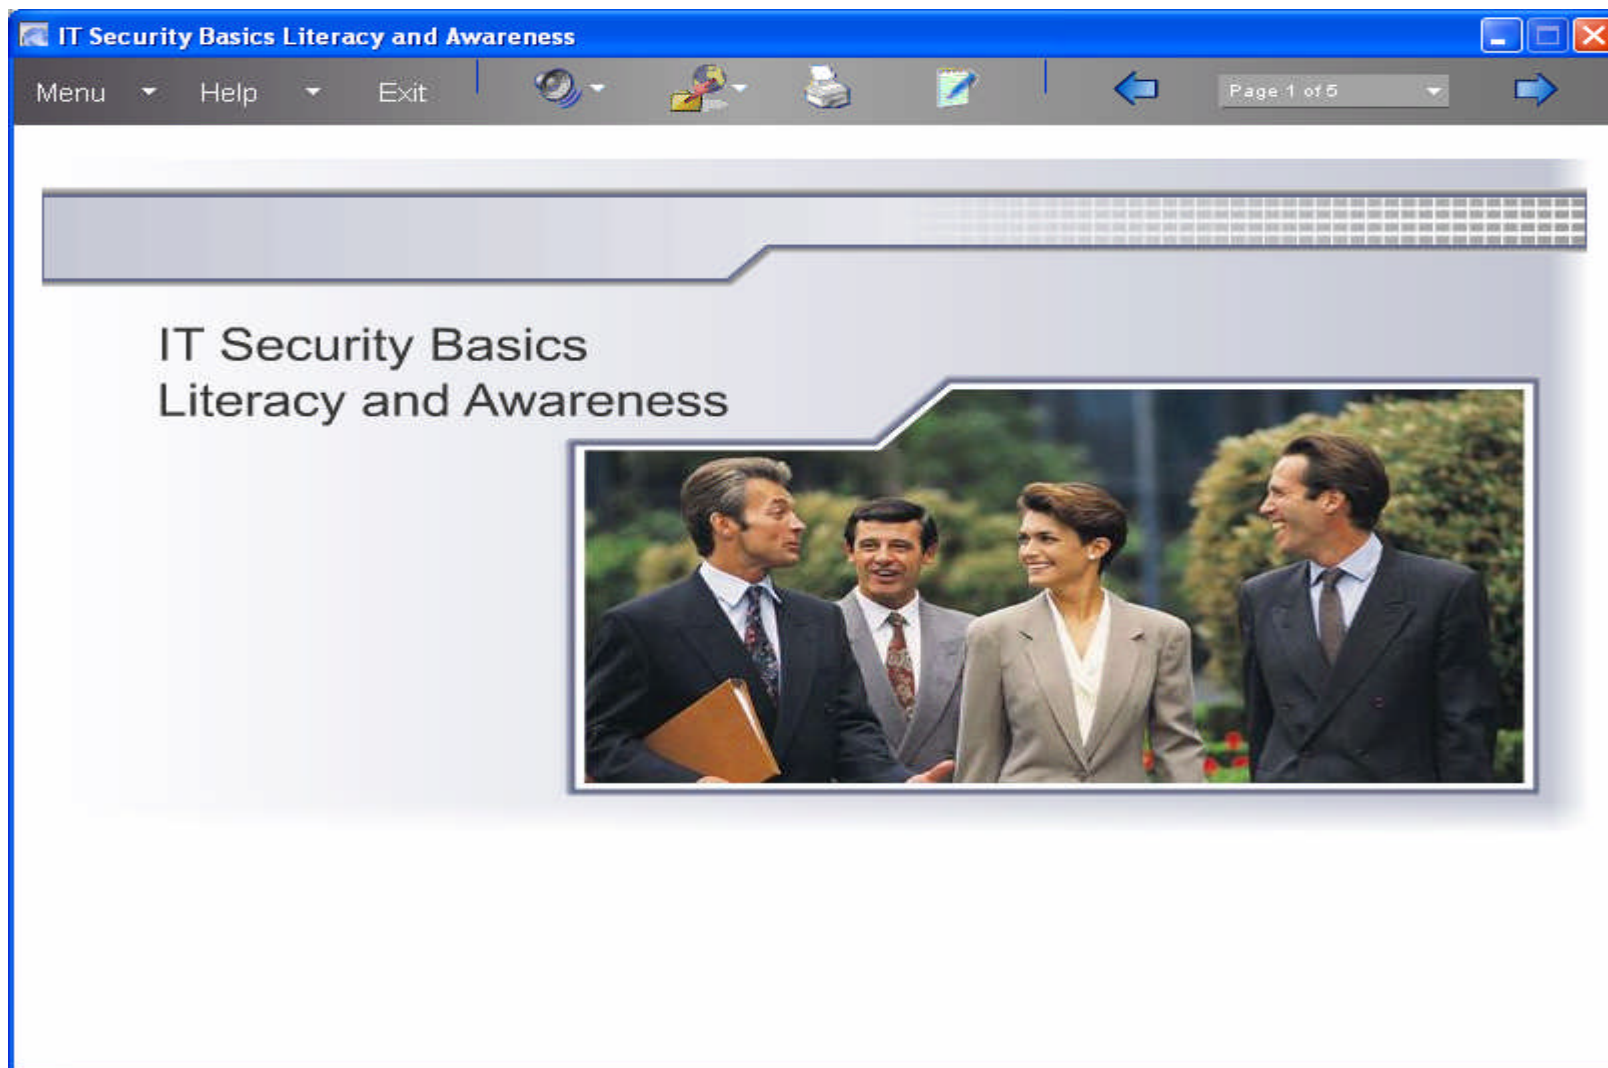 IT Security Basics Literacy and Awareness
Menu Help Exit Page 1 of 5
IT Security Basics
Literacy and Awareness